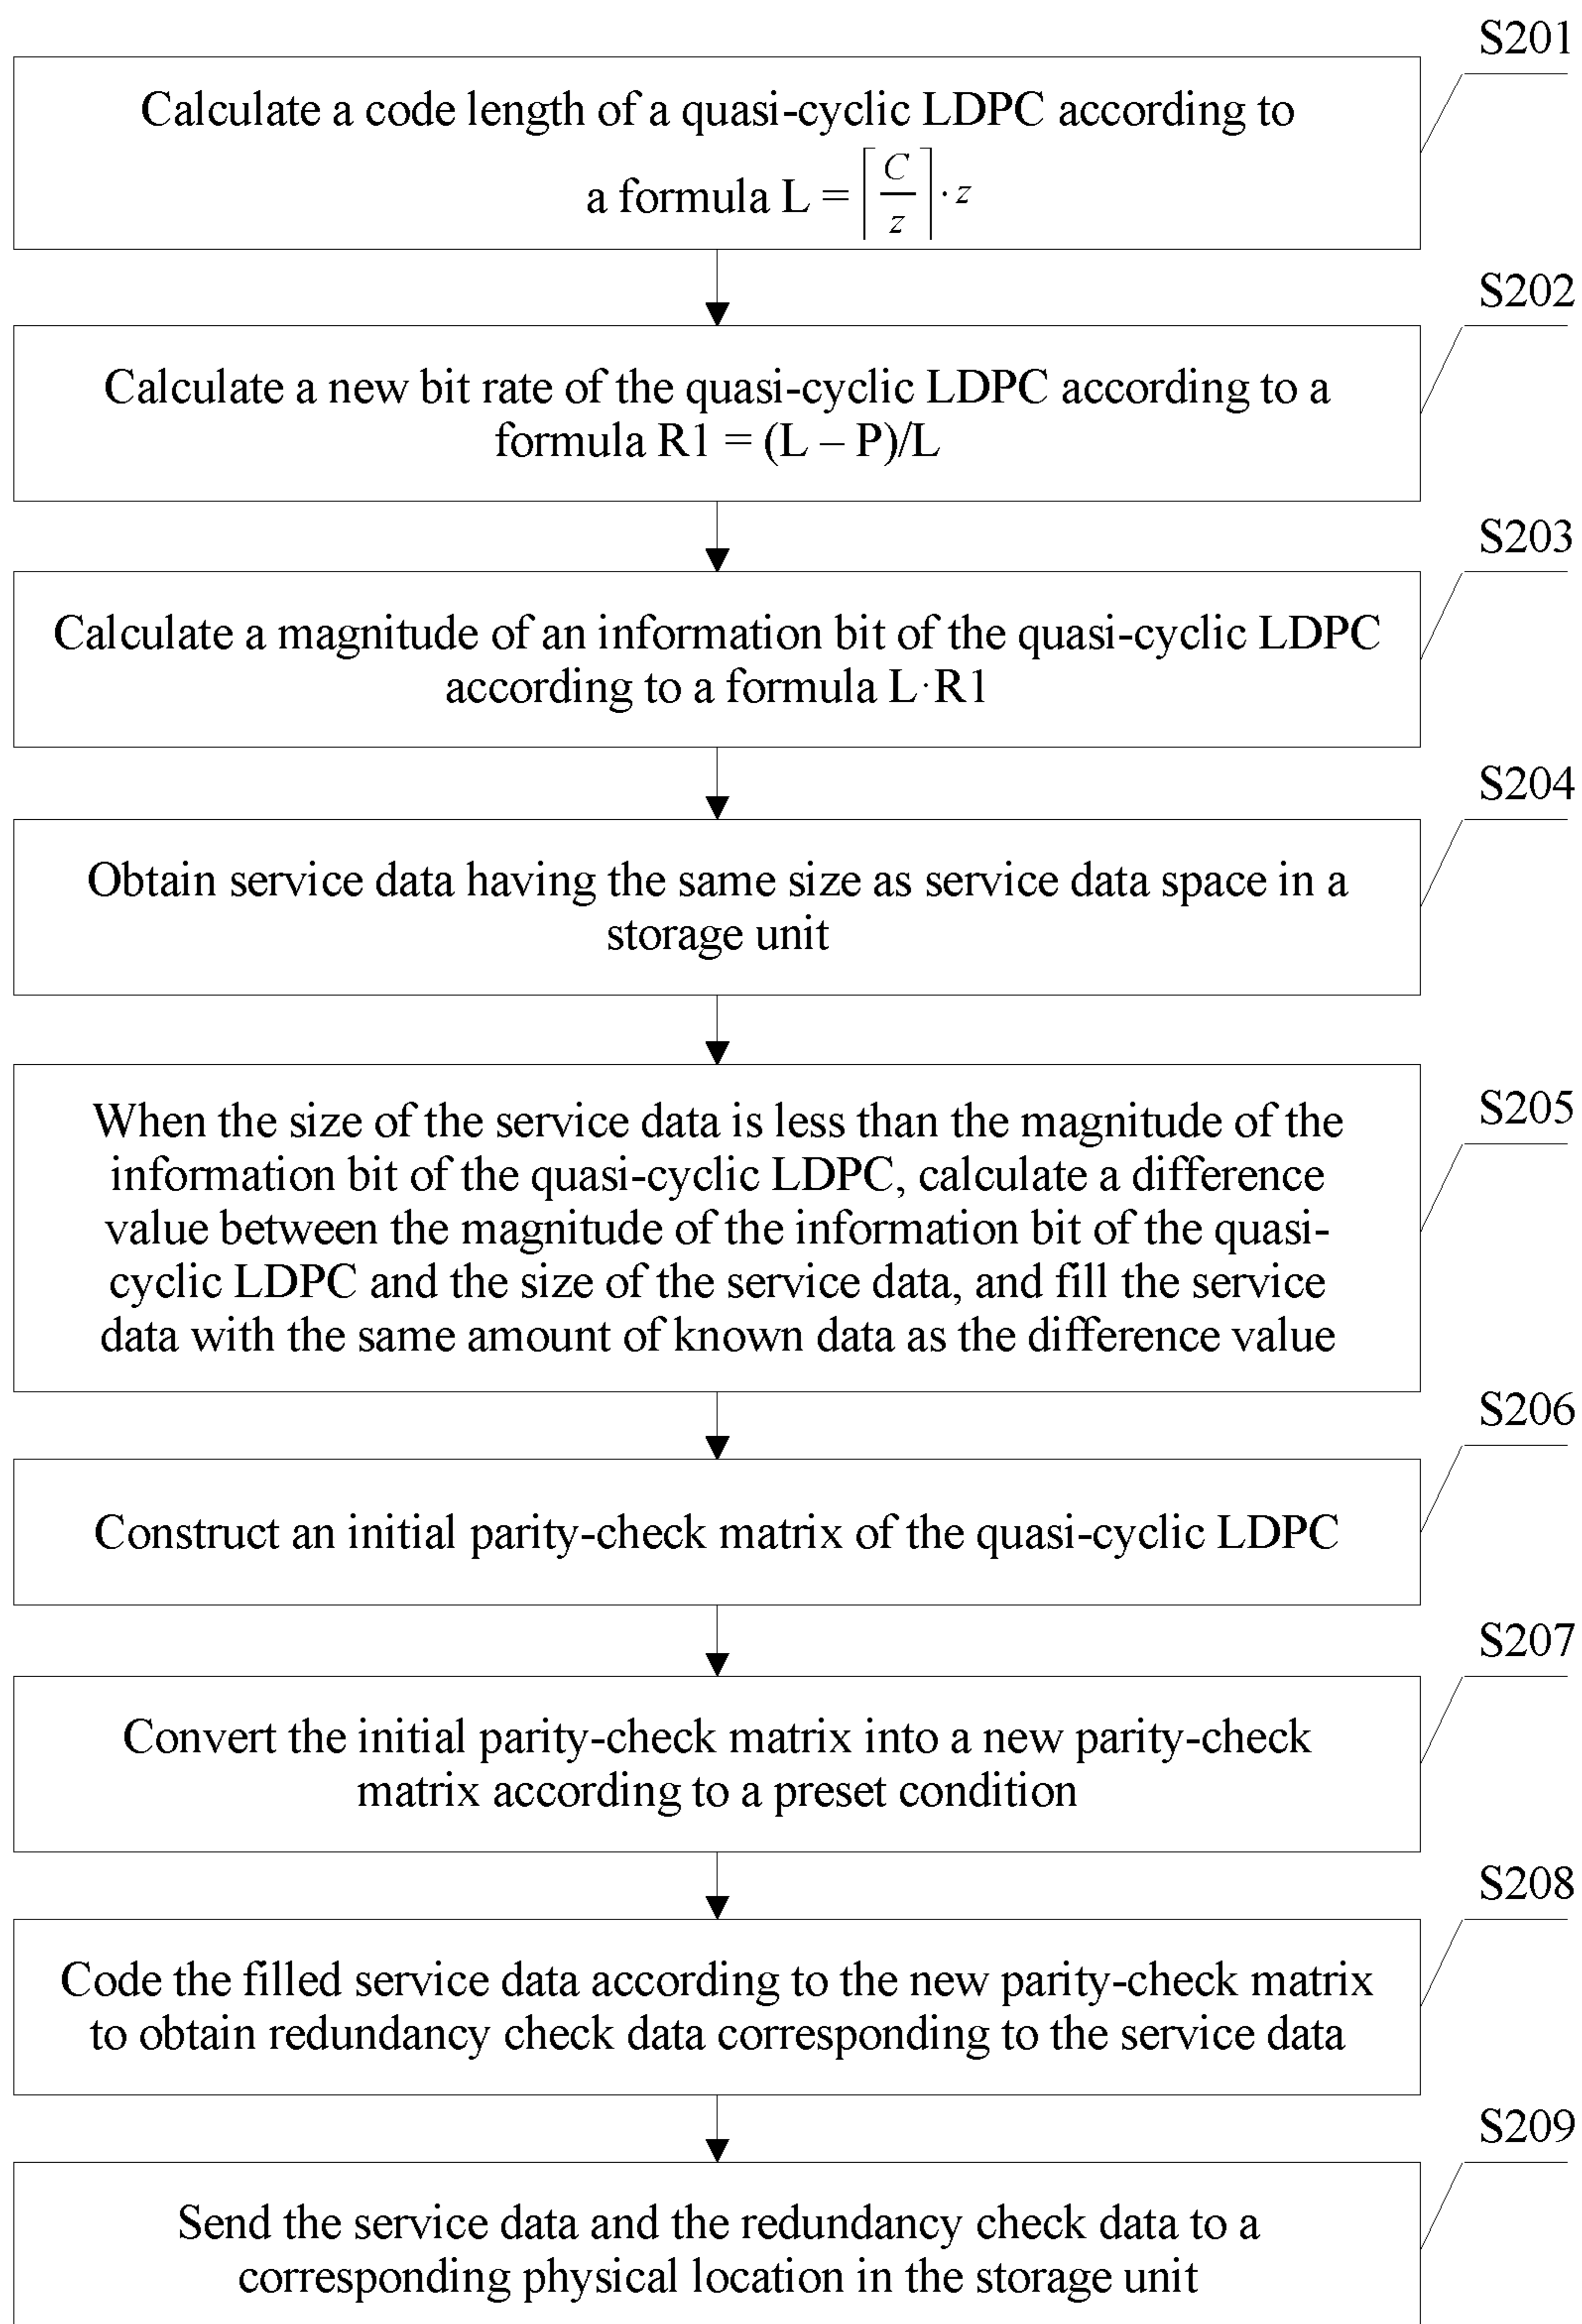 S201
Calculate a code length of a quasi-cyclic LDPC according to
a formula L = ⌈C/z⌉ · z
S202
Calculate a new bit rate of the quasi-cyclic LDPC according to a
formula R1 = (L – P)/L
S203
Calculate a magnitude of an information bit of the quasi-cyclic LDPC
according to a formula L·R1
S204
Obtain service data having the same size as service data space in a
storage unit
S205
When the size of the service data is less than the magnitude of the
information bit of the quasi-cyclic LDPC, calculate a difference
value between the magnitude of the information bit of the quasi-
cyclic LDPC and the size of the service data, and fill the service
data with the same amount of known data as the difference value
S206
Construct an initial parity-check matrix of the quasi-cyclic LDPC
S207
Convert the initial parity-check matrix into a new parity-check
matrix according to a preset condition
S208
Code the filled service data according to the new parity-check matrix
to obtain redundancy check data corresponding to the service data
S209
Send the service data and the redundancy check data to a
corresponding physical location in the storage unit